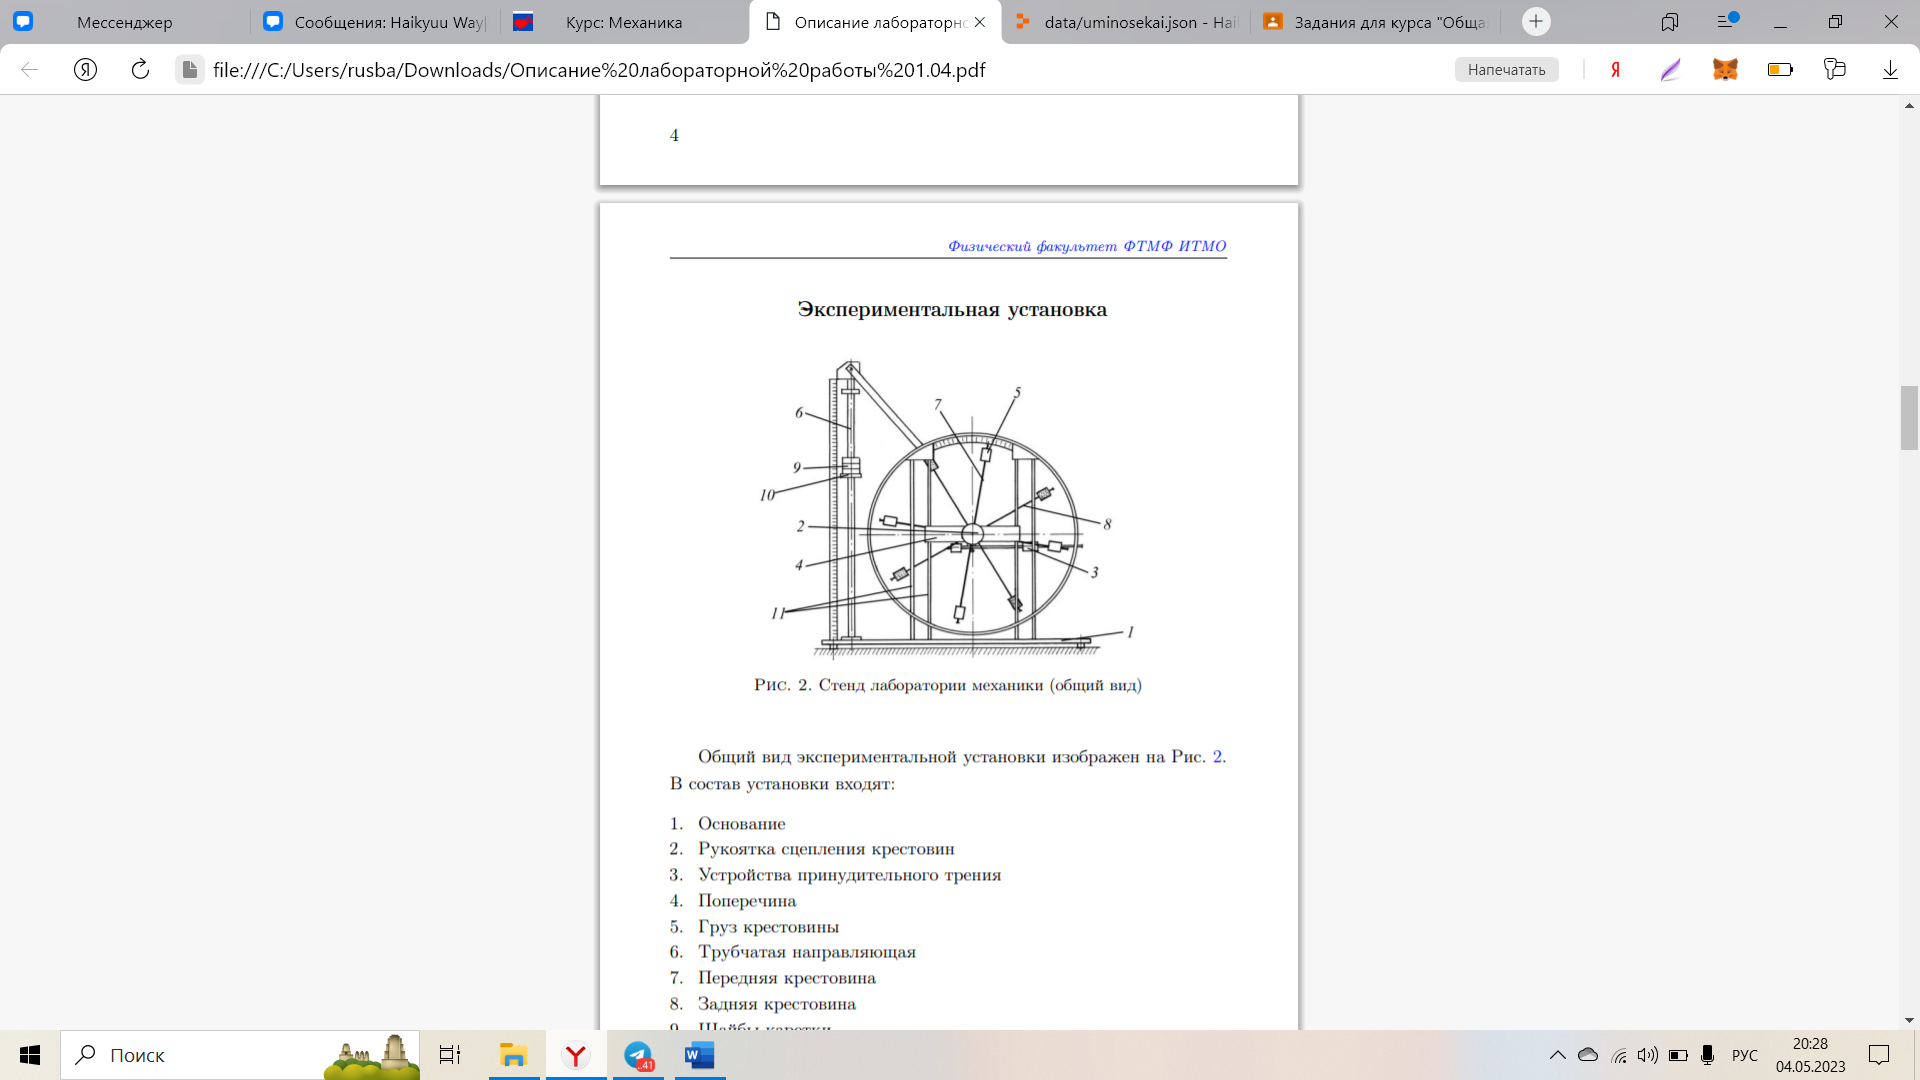 Мессенджер
Сообщения: Haikyuu Way
Курс: Механика
Описание лабораторно
data/uminosekai.json - Hai
Задания для курса "Обща
file:///C:/Users/rusba/Downloads/Описание%20лабораторной%20работы%201.04.pdf
Напечатать
4
Физический факультет ФТМФ ИТМО
Экспериментальная установка
5
7
6
9
10
2
8
4
3
11
1
Рис. 2. Стенд лаборатории механики (общий вид)
Общий вид экспериментальной установки изображен на Рис. 2.
В состав установки входят:
1. Основание
2. Рукоятка сцепления крестовин
3. Устройства принудительного трения
4. Поперечина
5. Груз крестовины
6. Трубчатая направляющая
7. Передняя крестовина
8. Задняя крестовина
9. Шайбы каретки
Поиск
..41
РУС
20:28
04.05.2023